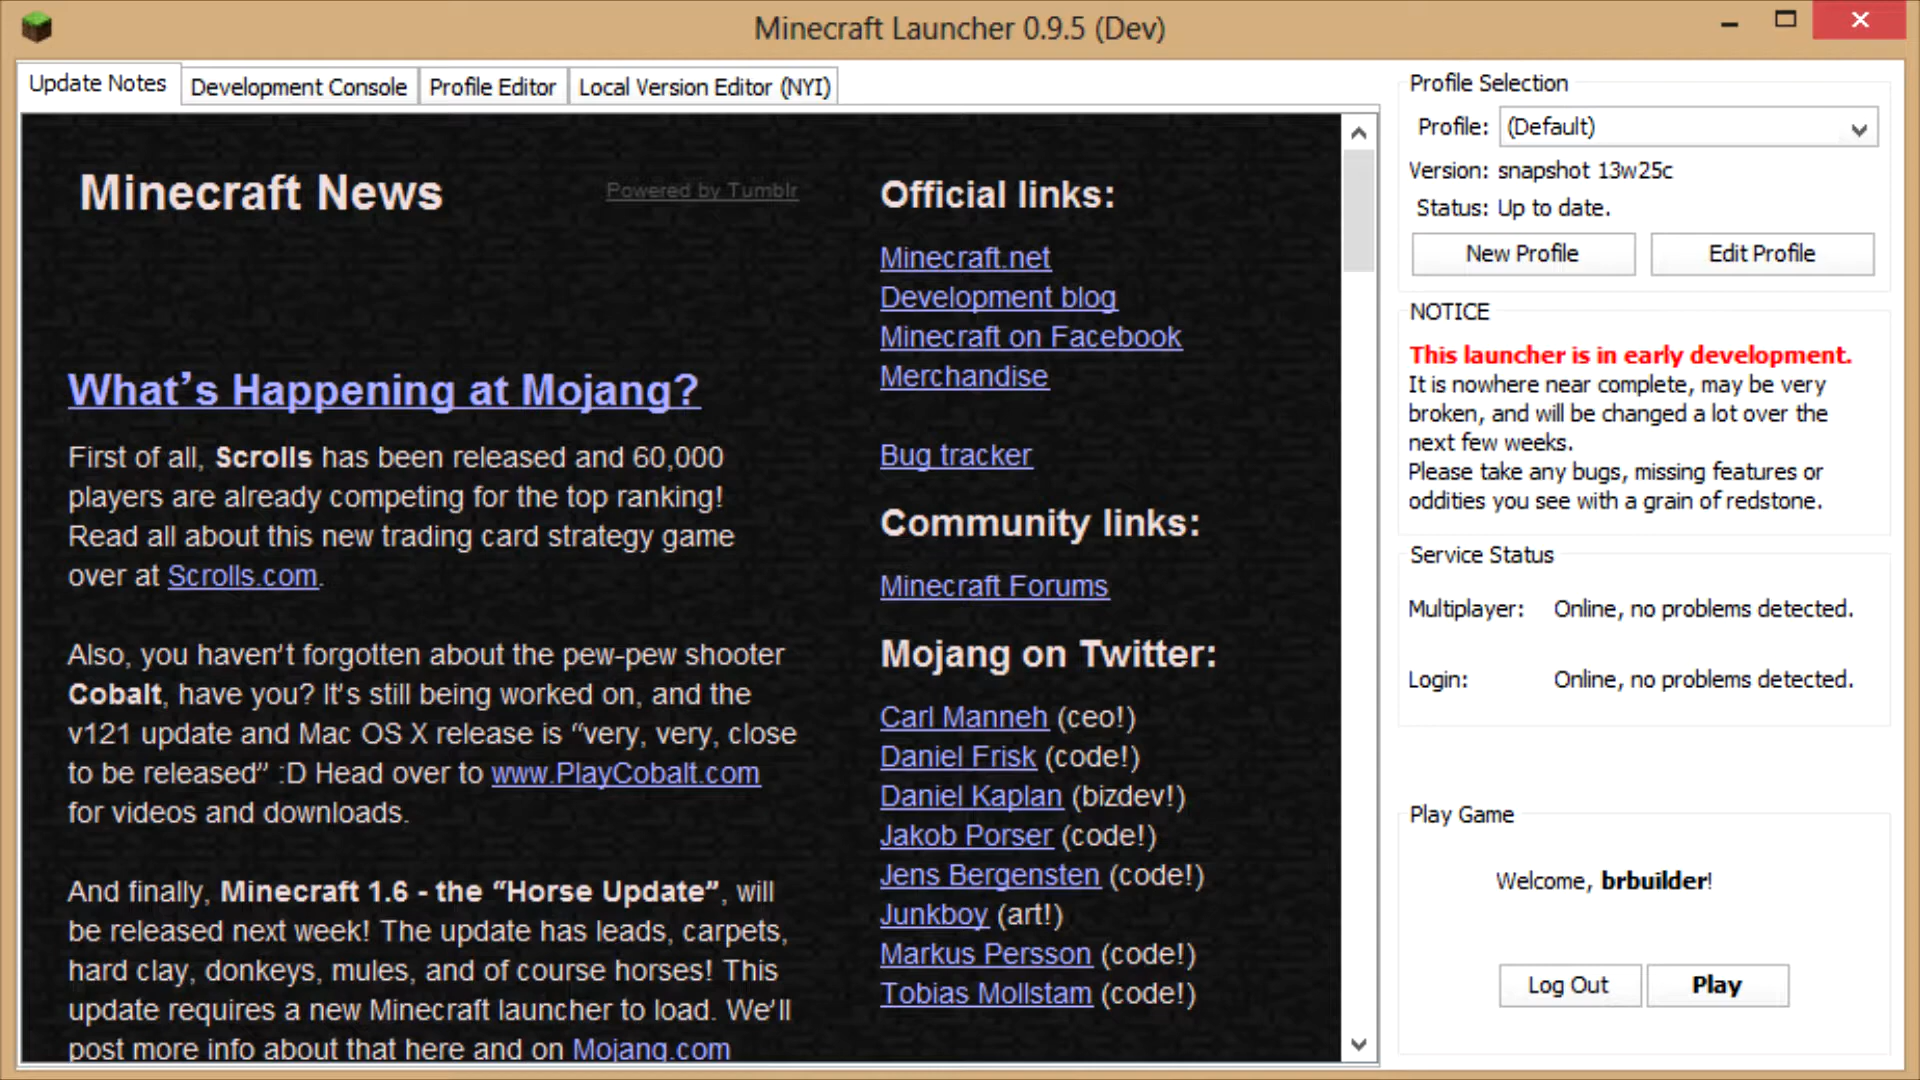 Minecraft Launcher 0.9.5 (Dev)
Update Notes
Development Console
Profile Editor
Local Version Editor (NYI)
Minecraft News
Powered by Tumblr
What’s Happening at Mojang?
First of all, Scrolls has been released and 60,000
players are already competing for the top ranking!
Read all about this new trading card strategy game
over at Scrolls.com.
Also, you haven’t forgotten about the pew-pew shooter
Cobalt, have you? It’s still being worked on, and the
v121 update and Mac OS X release is “very, very, close
to be released” :D Head over to www.PlayCobalt.com
for videos and downloads.
And finally, Minecraft 1.6 - the “Horse Update”, will
be released next week! The update has leads, carpets,
hard clay, donkeys, mules, and of course horses! This
update requires a new Minecraft launcher to load. We’ll
post more info about that here and on Mojang.com
Official links:
Minecraft.net
Development blog
Minecraft on Facebook
Merchandise
Bug tracker
Community links:
Minecraft Forums
Mojang on Twitter:
Carl Manneh (ceo!)
Daniel Frisk (code!)
Daniel Kaplan (bizdev!)
Jakob Porser (code!)
Jens Bergensten (code!)
Junkboy (art!)
Markus Persson (code!)
Tobias Mollstam (code!)
Profile Selection
Profile: (Default)
Version: snapshot 13w25c
Status: Up to date.
New Profile
Edit Profile
NOTICE
This launcher is in early development.
It is nowhere near complete, may be very
broken, and will be changed a lot over the
next few weeks.
Please take any bugs, missing features or
oddities you see with a grain of redstone.
Service Status
Multiplayer: Online, no problems detected.
Login: Online, no problems detected.
Play Game
Welcome, brbuilder!
Log Out
Play